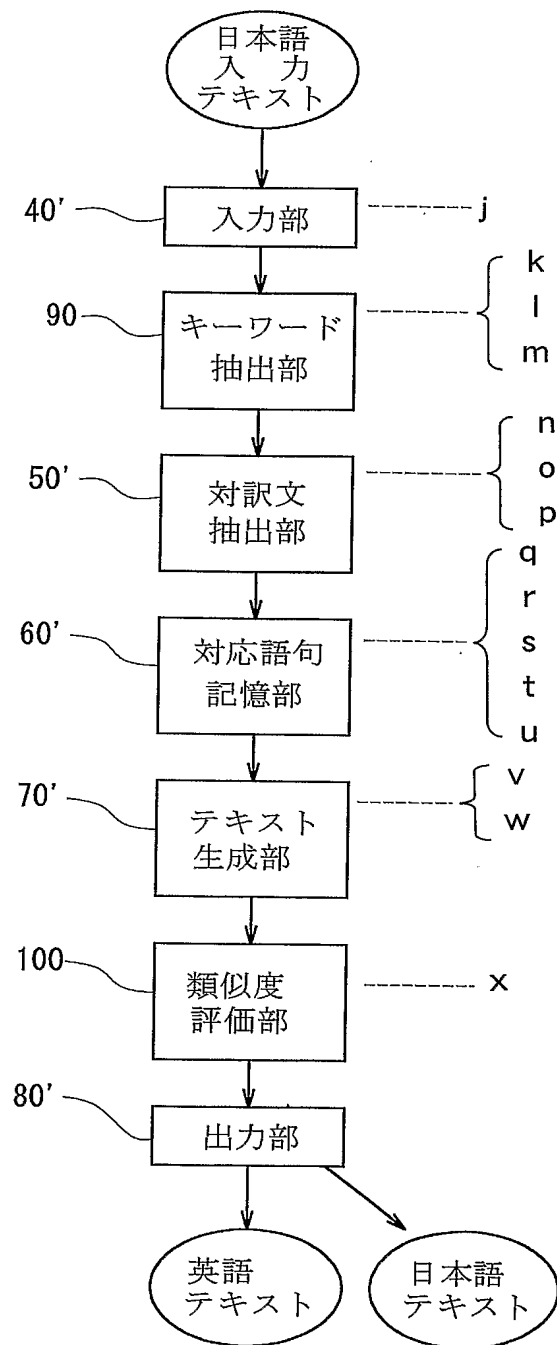 日本語
入 力
テキスト
40'
入力部
j
90
キーワード
抽出部
k
l
m
50'
対訳文
抽出部
n
o
p
60'
対応語句
記憶部
q
r
s
t
u
70'
テキスト
生成部
v
w
100
類似度
評価部
x
80'
出力部
英語
テキスト
日本語
テキスト